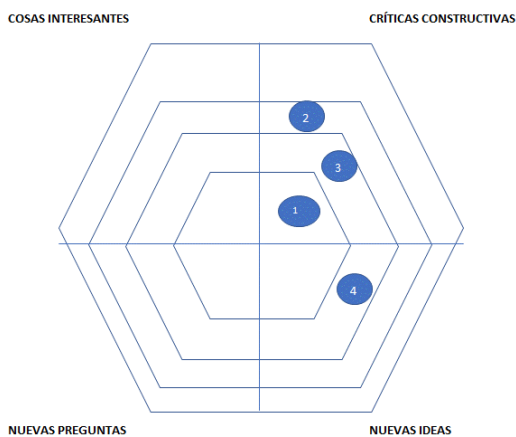 COSAS INTERESANTES
CRÍTICAS CONSTRUCTIVAS
2
3
1
4
NUEVAS PREGUNTAS
NUEVAS IDEAS